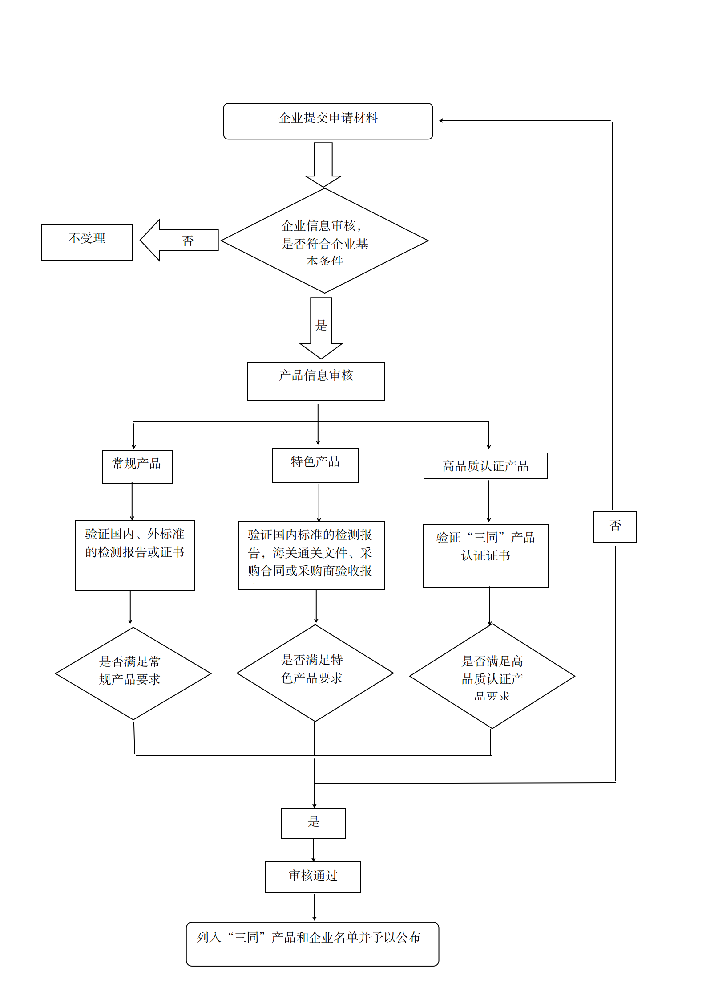 企业提交申请材料
企业信息审核，
是否符合企业基
本条件
否
不受理
是
产品信息审核
常规产品
特色产品
高品质认证产品
验证国内、外标准
的检测报告或证书
验证国内标准的检测报
告，海关通关文件、采
购合同或采购商验收报
验证“三同”产品
认证证书
否
是否满足常
规产品要求
是否满足特
色产品要求
是否满足高
品质认证产
品要求
是
审核通过
列入“三同”产品和企业名单并予以公布